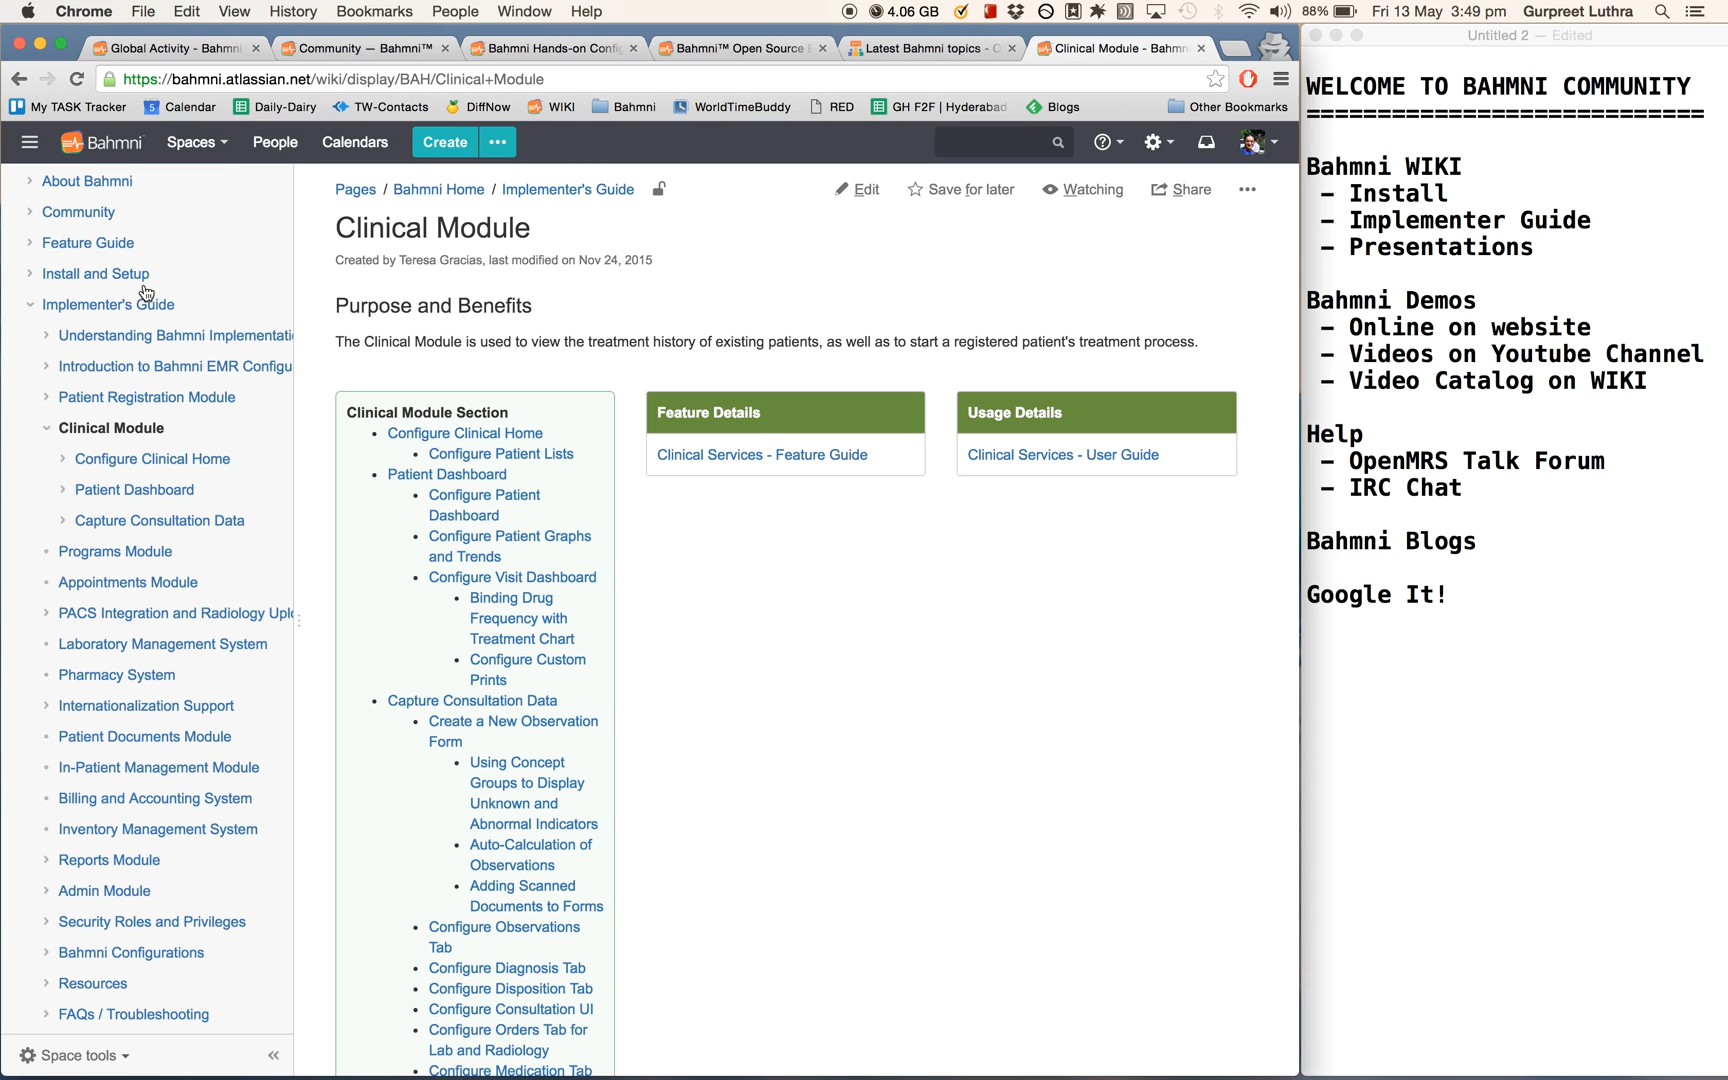 Chrome File Edit View Bookmarks History People Window Help
4.06 GB 88% Fri 13 May 3:49 pm Gurpreet Luthra
Global Activity - Bahmni
Community — Bahmni™
Bahmni Hands-on Config
Bahmni™ Open Source E
Latest Bahmni topics - O
Clinical Module - Bahmn
Untitled 2 — Edited
https://bahmni.atlassian.net/wiki/display/BAH/Clinical+Module
My TASK Tracker
5 Calendar
Daily-Dairy
TW-Contacts
DiffNow
WIKI
Bahmni
WorldTimeBuddy
RED
GH F2F | Hyderabad
Blogs
Other Bookmarks
Bahmni
Spaces
People
Calendars
Create
About Bahmni
Community
Feature Guide
Install and Setup
Implementer's Guide
Understanding Bahmni Implementati
Introduction to Bahmni EMR Configu
Patient Registration Module
Clinical Module
Configure Clinical Home
Patient Dashboard
Capture Consultation Data
Programs Module
Appointments Module
PACS Integration and Radiology Uplo
Laboratory Management System
Pharmacy System
Internationalization Support
Patient Documents Module
In-Patient Management Module
Billing and Accounting System
Inventory Management System
Reports Module
Admin Module
Security Roles and Privileges
Bahmni Configurations
Resources
FAQs / Troubleshooting
Space tools
Pages / Bahmni Home / Implementer's Guide
Edit
Save for later
Watching
Share
Clinical Module
Created by Teresa Gracias, last modified on Nov 24, 2015
Purpose and Benefits
The Clinical Module is used to view the treatment history of existing patients, as well as to start a registered patient's treatment process.
Clinical Module Section
Configure Clinical Home
Configure Patient Lists
Patient Dashboard
Configure Patient
Dashboard
Configure Patient Graphs
and Trends
Configure Visit Dashboard
Binding Drug
Frequency with
Treatment Chart
Configure Custom
Prints
Capture Consultation Data
Create a New Observation
Form
Using Concept
Groups to Display
Unknown and
Abnormal Indicators
Auto-Calculation of
Observations
Adding Scanned
Documents to Forms
Configure Observations
Tab
Configure Diagnosis Tab
Configure Disposition Tab
Configure Consultation UI
Configure Orders Tab for
Lab and Radiology
Configure Medication Tab
Feature Details
Clinical Services - Feature Guide
Usage Details
Clinical Services - User Guide
WELCOME TO BAHMNI COMMUNITY
============================
Bahmni WIKI
- Install
- Implementer Guide
- Presentations
Bahmni Demos
- Online on website
- Videos on Youtube Channel
- Video Catalog on WIKI
Help
- OpenMRS Talk Forum
- IRC Chat
Bahmni Blogs
Google It!